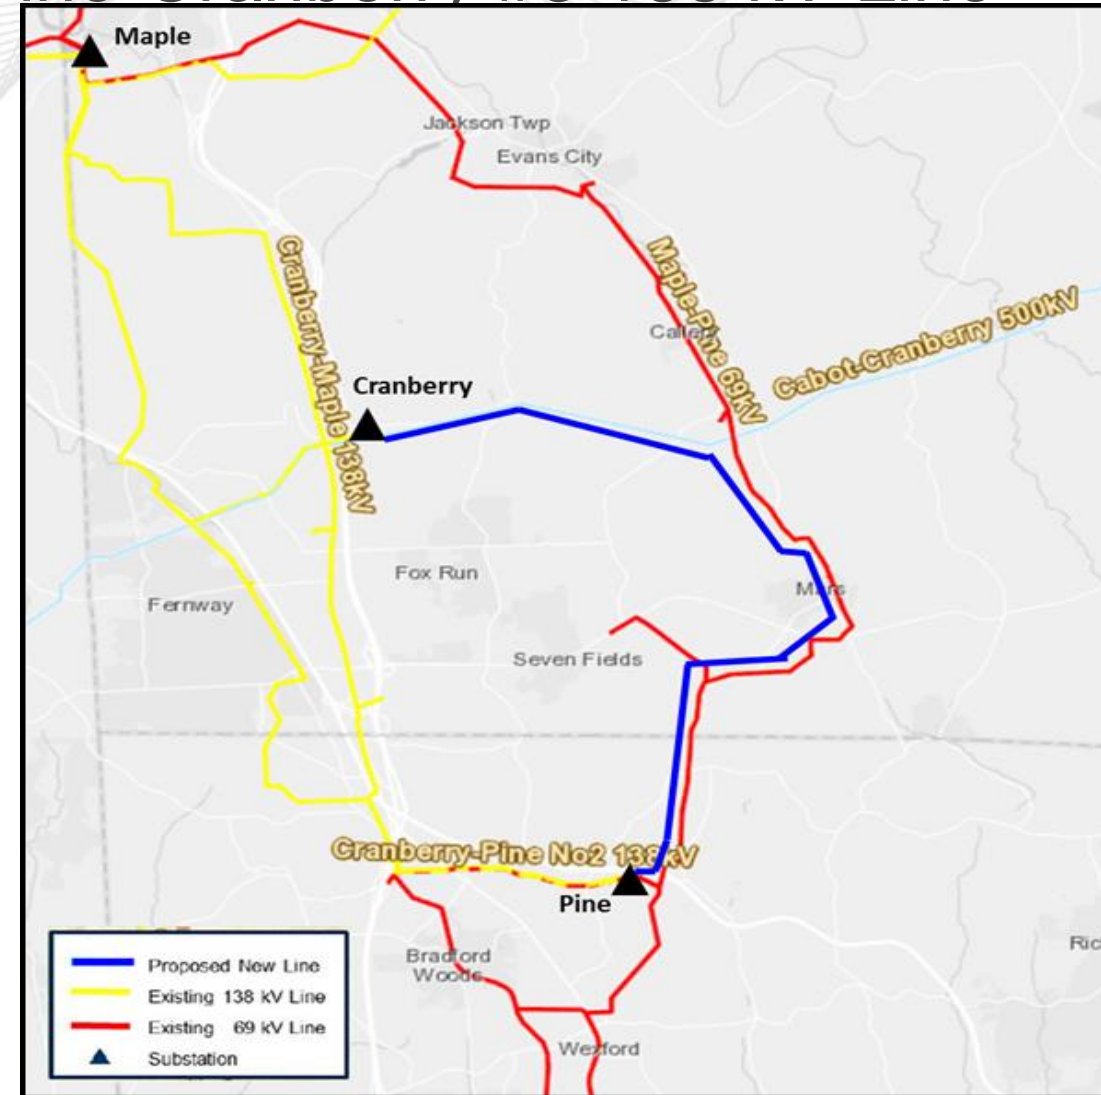 Maple
Jackson Twp
Evans City
Cranberry-Maple 138kV
Maple-Pine 69kV
Cabot-Cranberry 500kV
Cranberry
Fox Run
Fernway
Mars
Seven Fields
Cranberry-Pine No2 138kV
Pine
Bradford
Woods
Ric
Wexford
Proposed New Line
Existing 138 kV Line
Existing 69 kV Line
Substation